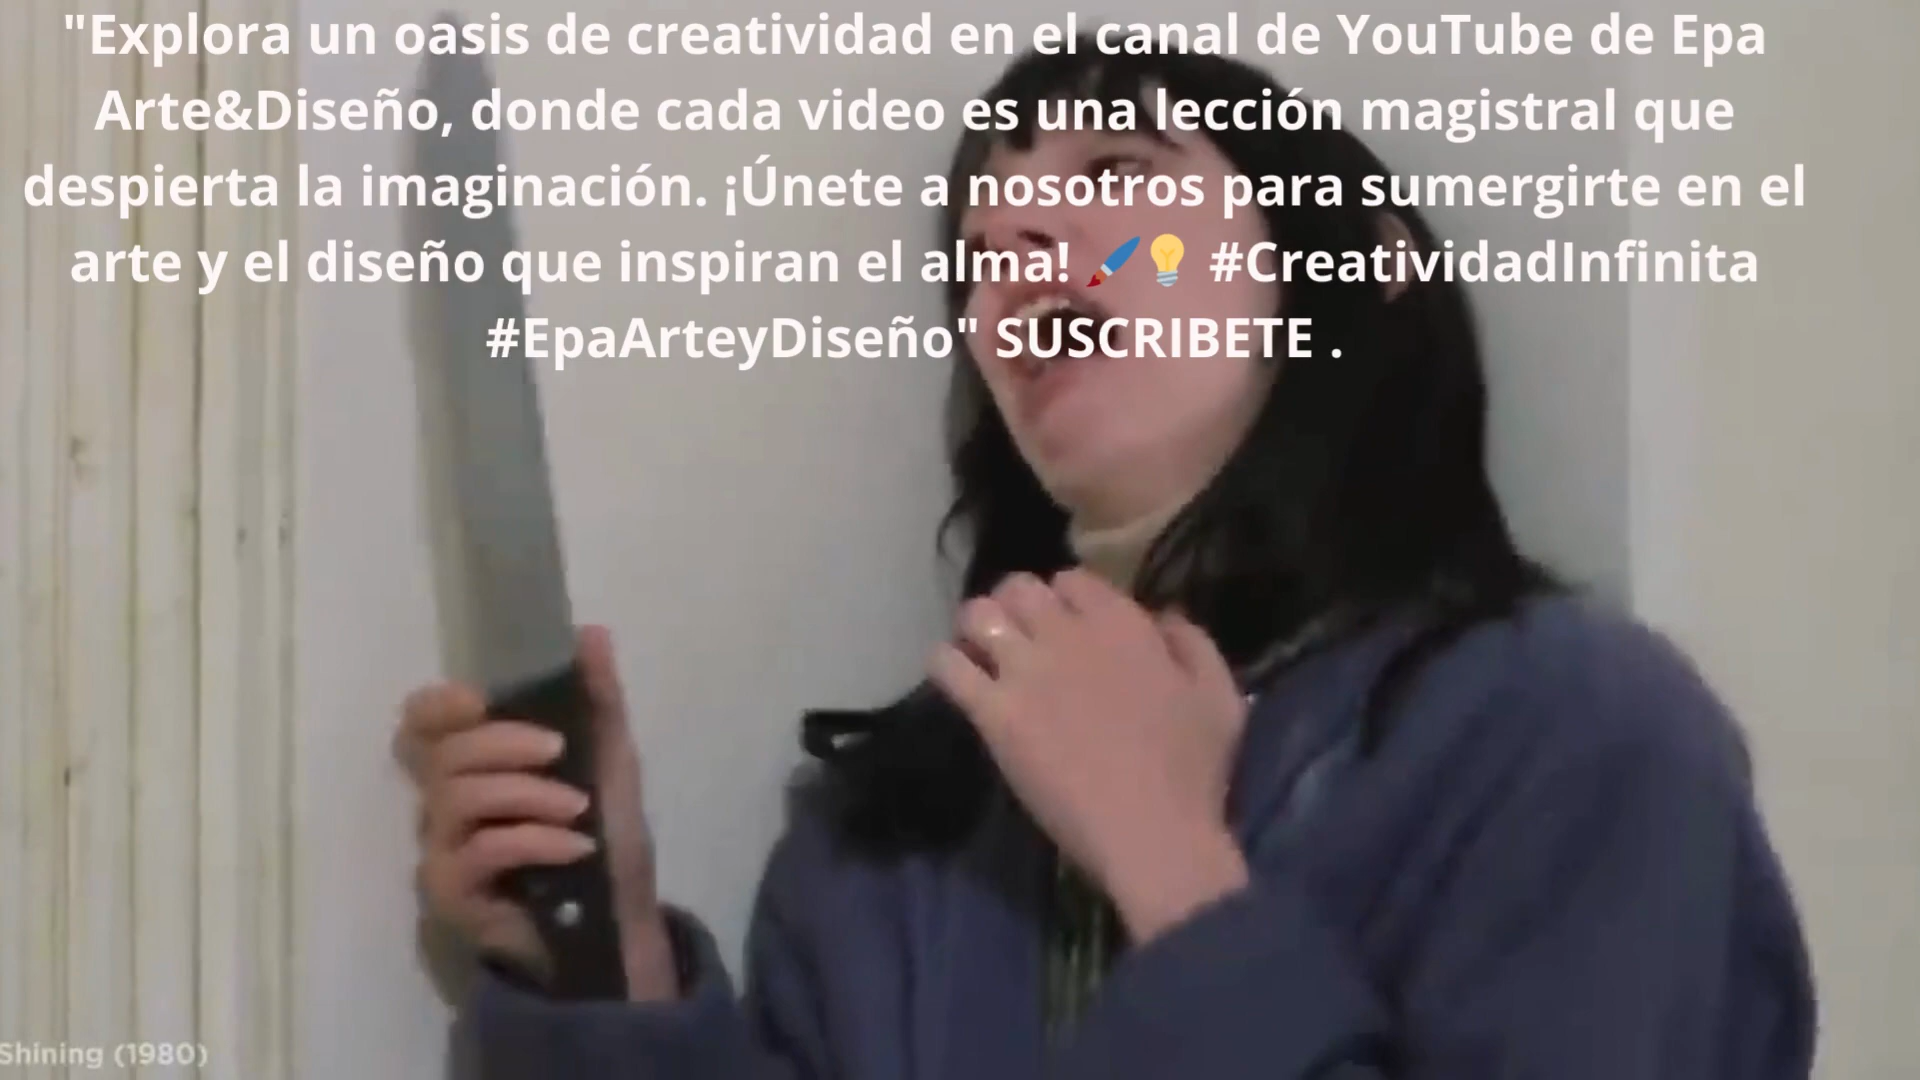 "Explora un oasis de creatividad en el canal de YouTube de Epa
Arte&Diseño, donde cada video es una lección magistral que
despierta la imaginación. ¡Únete a nosotros para sumergirte en el
arte y el diseño que inspiran el alma! 🖌️💡 #CreatividadInfinita
#EpaArteyDiseño" SUSCRIBETE .
Shining (1980)